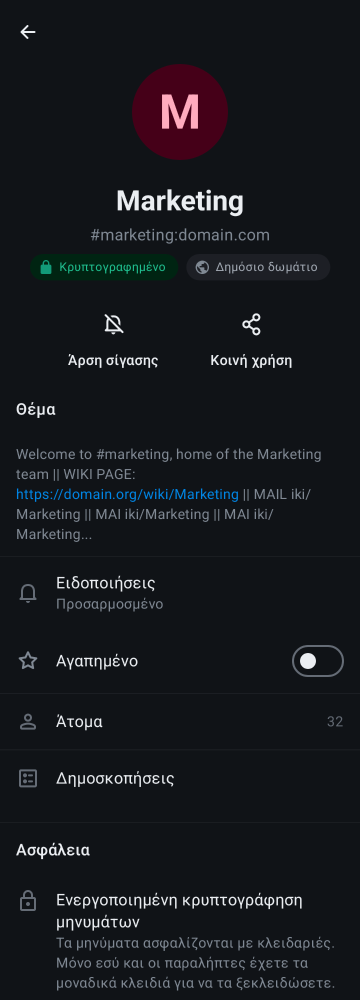 M
Marketing
#marketing:domain.com
Κρυπτογραφημένο
Δημόσιο δωμάτιο
Άρση σίγασης
Κοινή χρήση
Θέμα
Welcome to #marketing, home of the Marketing
team || WIKI PAGE:
https://domain.org/wiki/Marketing || MAIL iki/
Marketing || MAI iki/Marketing || MAI iki/
Marketing...
Ειδοποιήσεις
Προσαρμοσμένο
Αγαπημένο
Άτομα 32
Δημοσκοπήσεις
Ασφάλεια
Ενεργοποιημένη κρυπτογράφηση
μηνυμάτων
Τα μηνύματα ασφαλίζονται με κλειδαριές.
Μόνο εσύ και οι παραλήπτες έχετε τα
μοναδικά κλειδιά για να τα ξεκλειδώσετε.